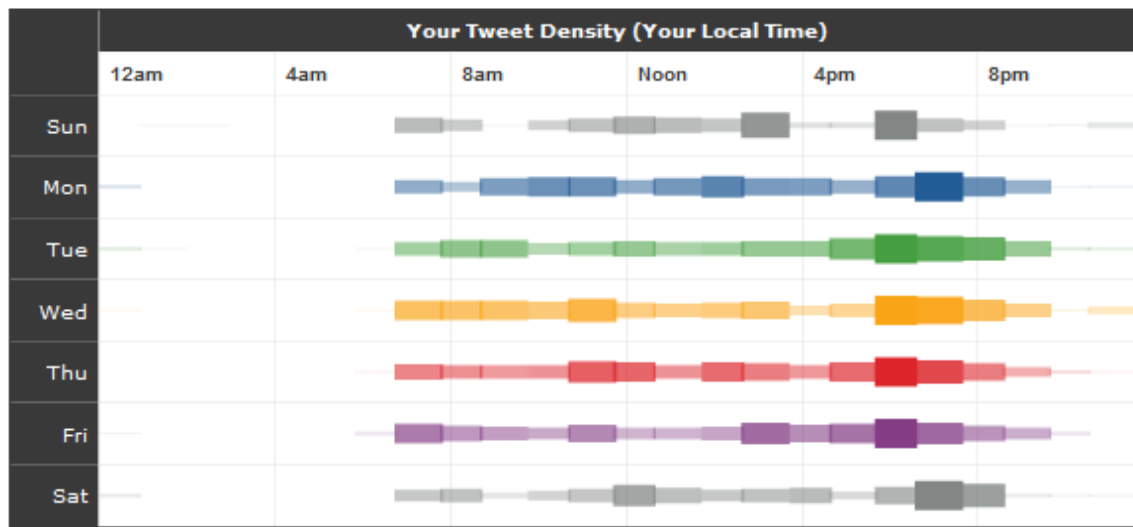 Your Tweet Density (Your Local Time)
12am 4am 8am Noon 4pm 8pm
Sun
Mon
Tue
Wed
Thu
Fri
Sat